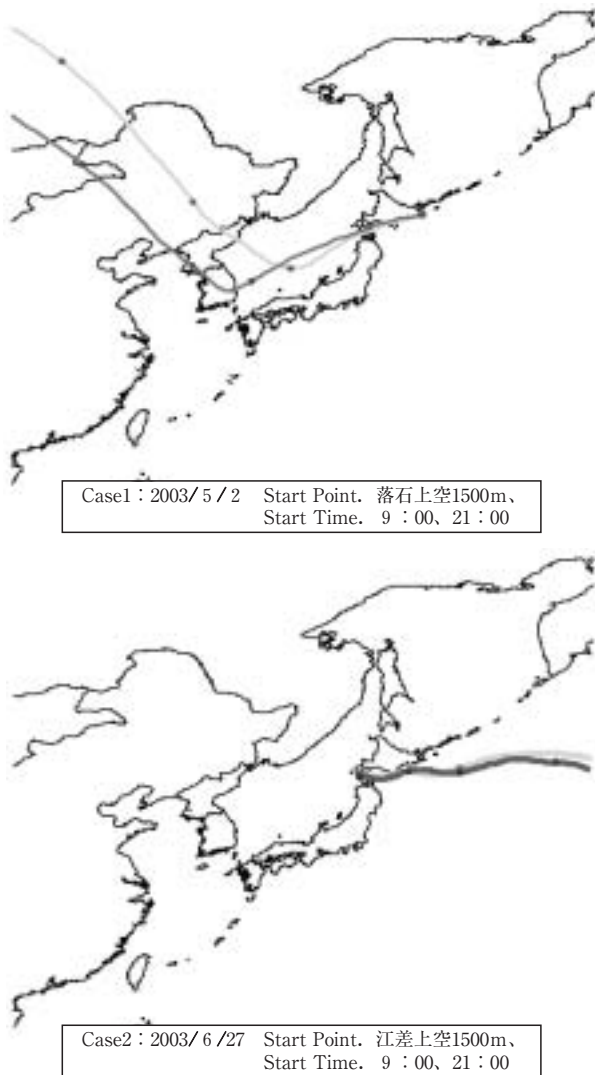 Case1：2003/5/2　Start Point．落石上空1500m、
Start Time．9：00、21：00
Case2：2003/6/27　Start Point．江差上空1500m、
Start Time．9：00、21：00